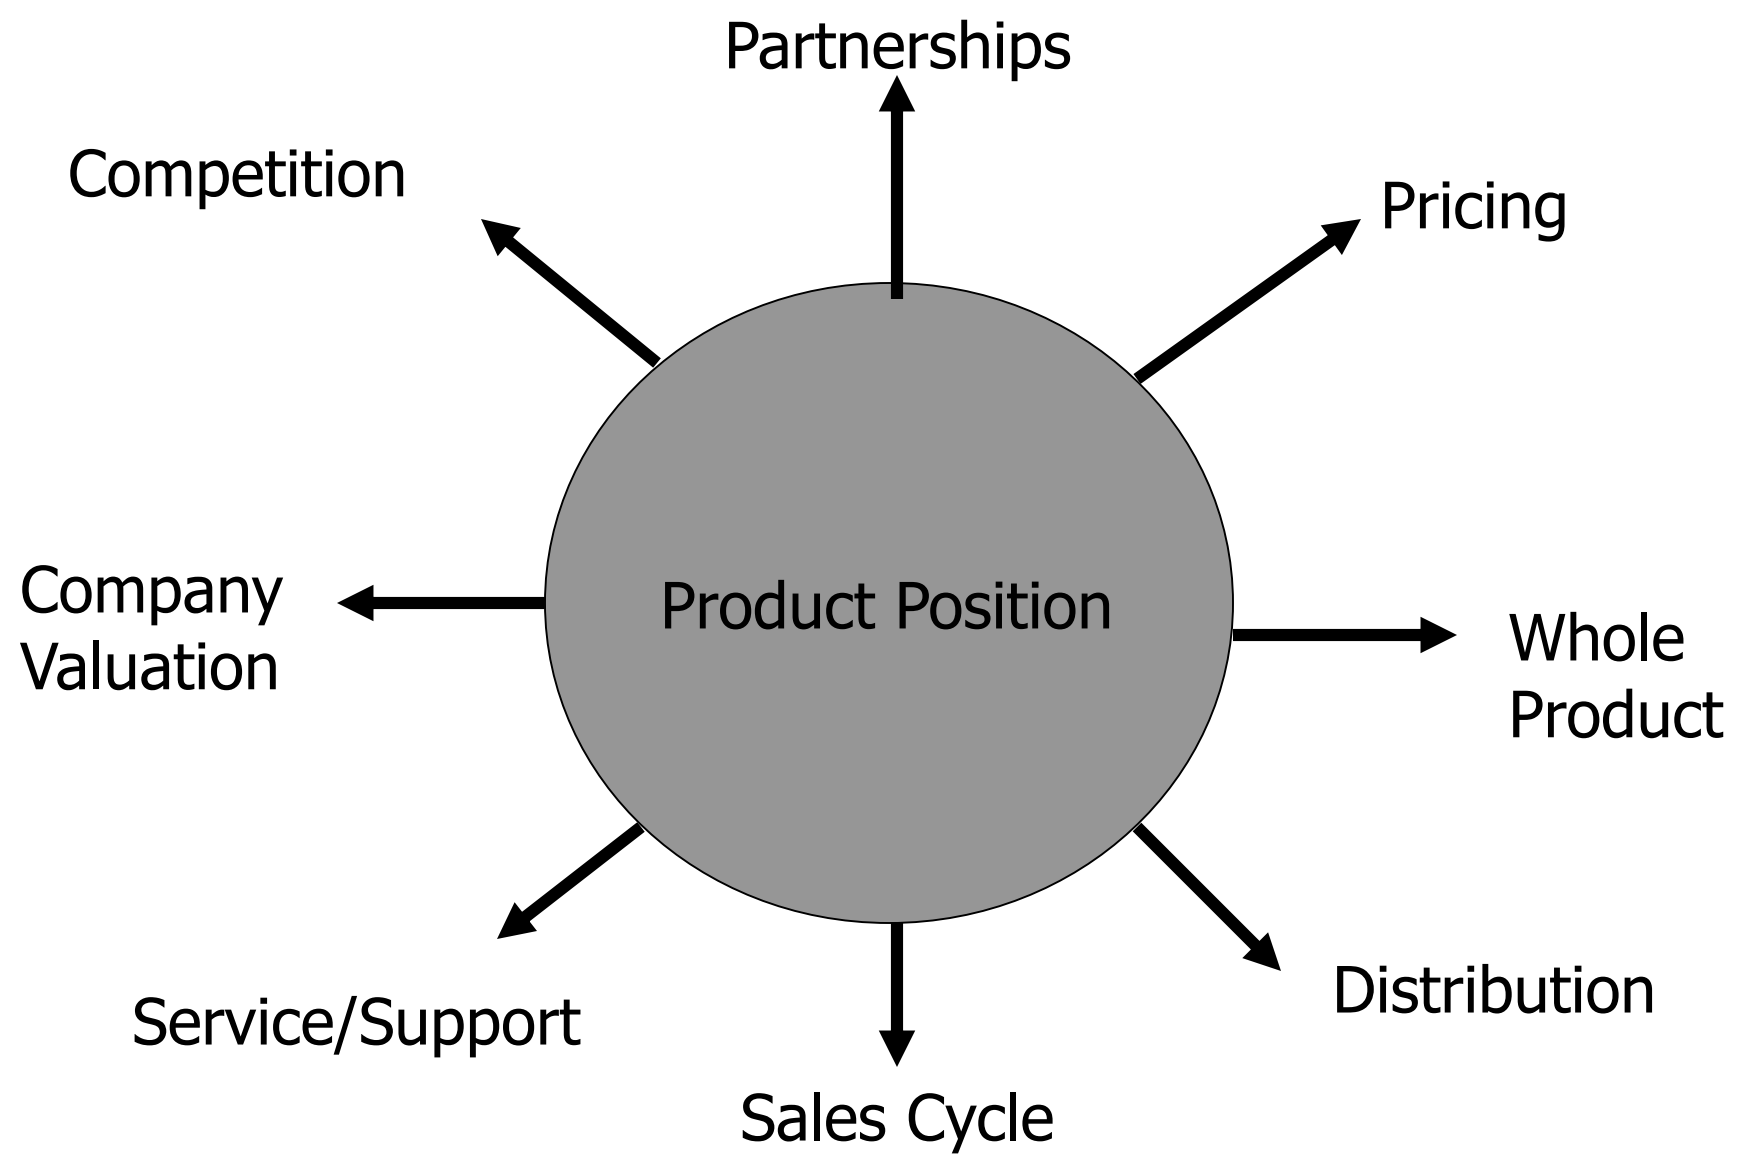 Partnerships
Competition
Pricing
Company
Valuation
Product Position
Whole
Product
Distribution
Service/Support
Sales Cycle